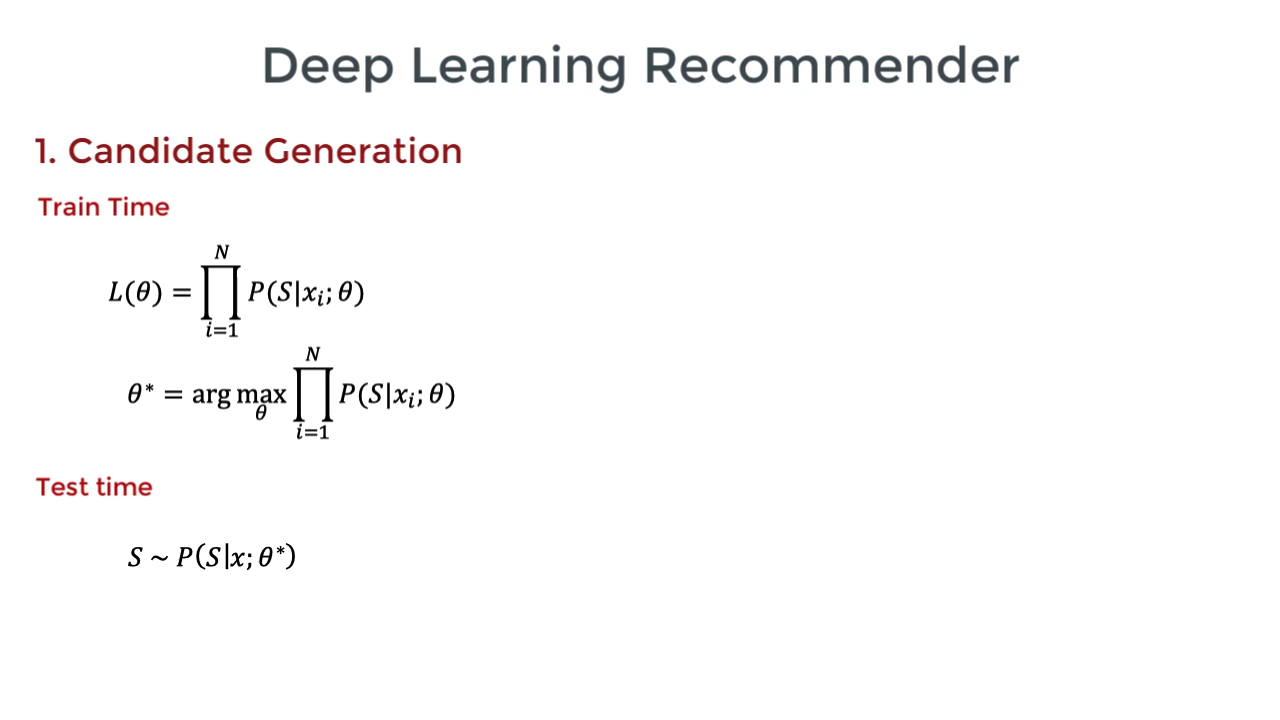 Deep Learning Recommender
1. Candidate Generation
Train Time
L(θ) = ∏_{i=1}^{N} P(S|x_i; θ)
θ* = arg max_θ ∏_{i=1}^{N} P(S|x_i; θ)
Test time
S ~ P(S|x; θ*)